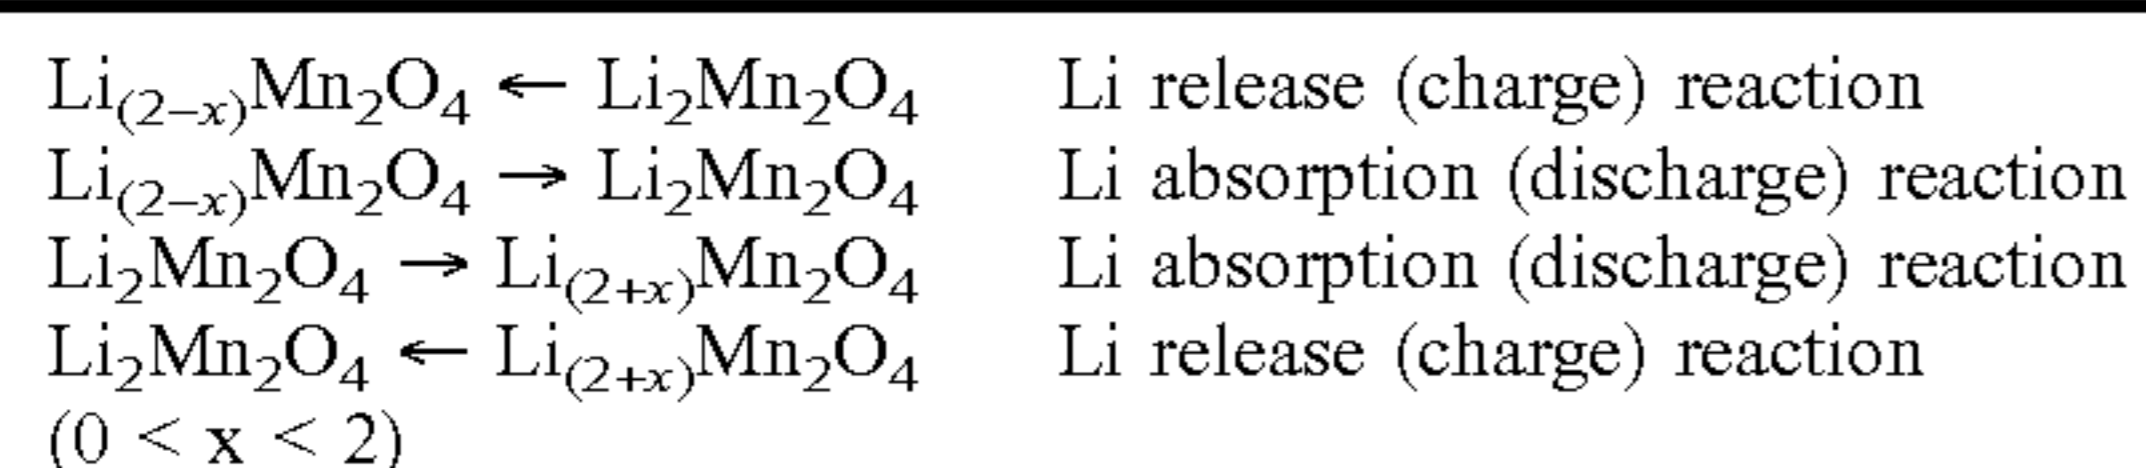 Li₍₂₋ₓ₎Mn₂O₄ ← Li₂Mn₂O₄ Li release (charge) reaction
Li₍₂₋ₓ₎Mn₂O₄ → Li₂Mn₂O₄ Li absorption (discharge) reaction
Li₂Mn₂O₄ → Li₍₂₊ₓ₎Mn₂O₄ Li absorption (discharge) reaction
Li₂Mn₂O₄ ← Li₍₂₊ₓ₎Mn₂O₄ Li release (charge) reaction
(0 < x < 2)